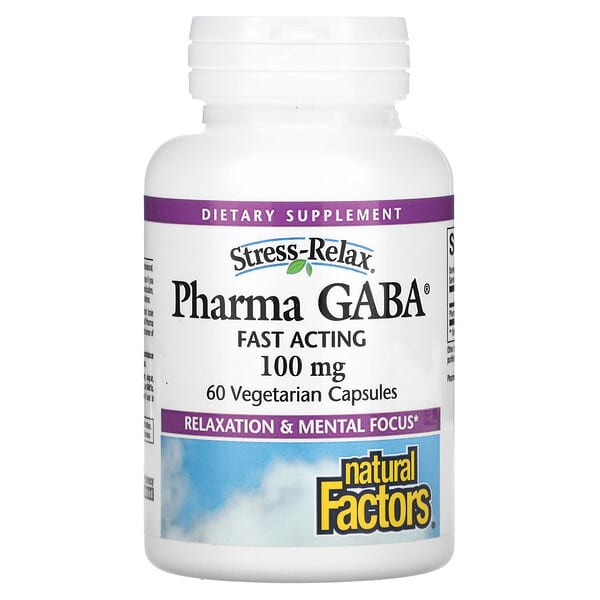 DIETARY SUPPLEMENT
Stress-Relax®
Pharma GABA®
FAST ACTING
100 mg
60 Vegetarian Capsules
RELAXATION & MENTAL FOCUS*
natural
Factors®